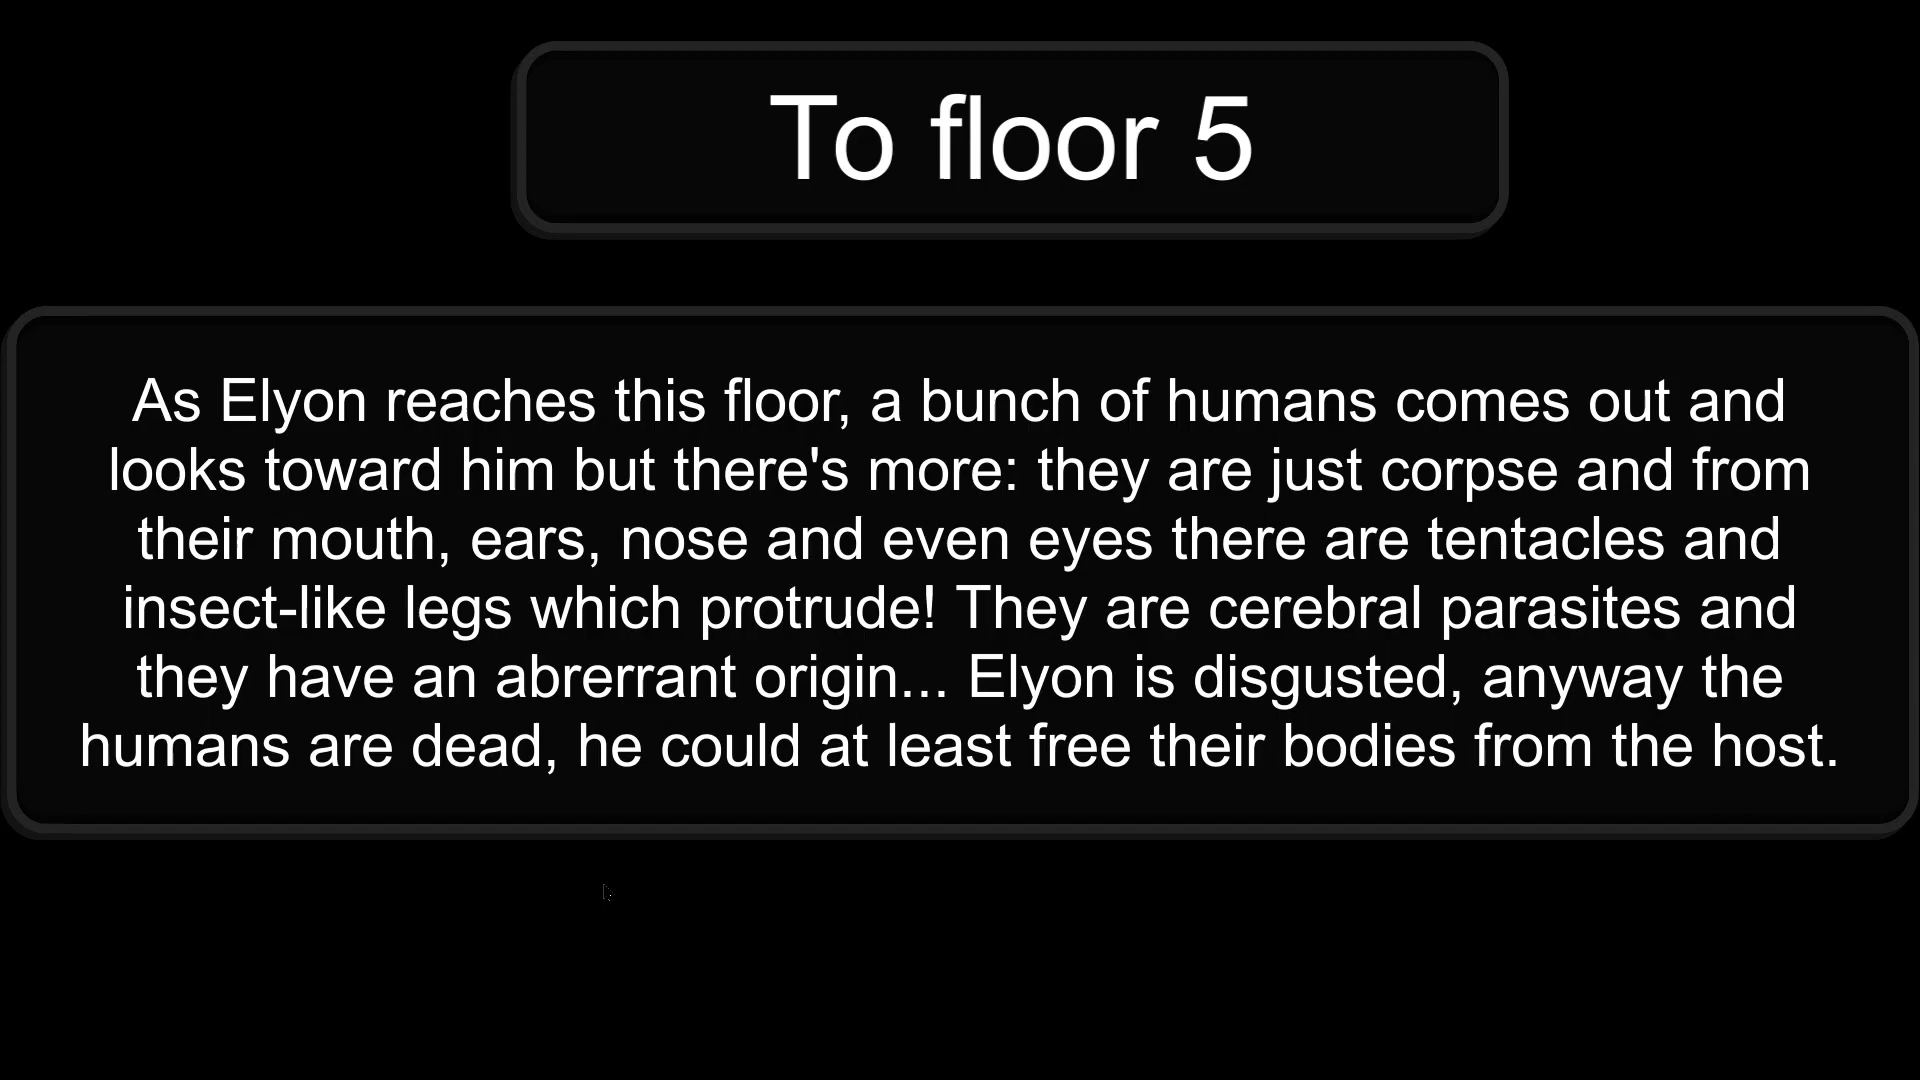 To floor 5
As Elyon reaches this floor, a bunch of humans comes out and
looks toward him but there's more: they are just corpse and from
their mouth, ears, nose and even eyes there are tentacles and
insect-like legs which protrude! They are cerebral parasites and
they have an abrerrant origin... Elyon is disgusted, anyway the
humans are dead, he could at least free their bodies from the host.